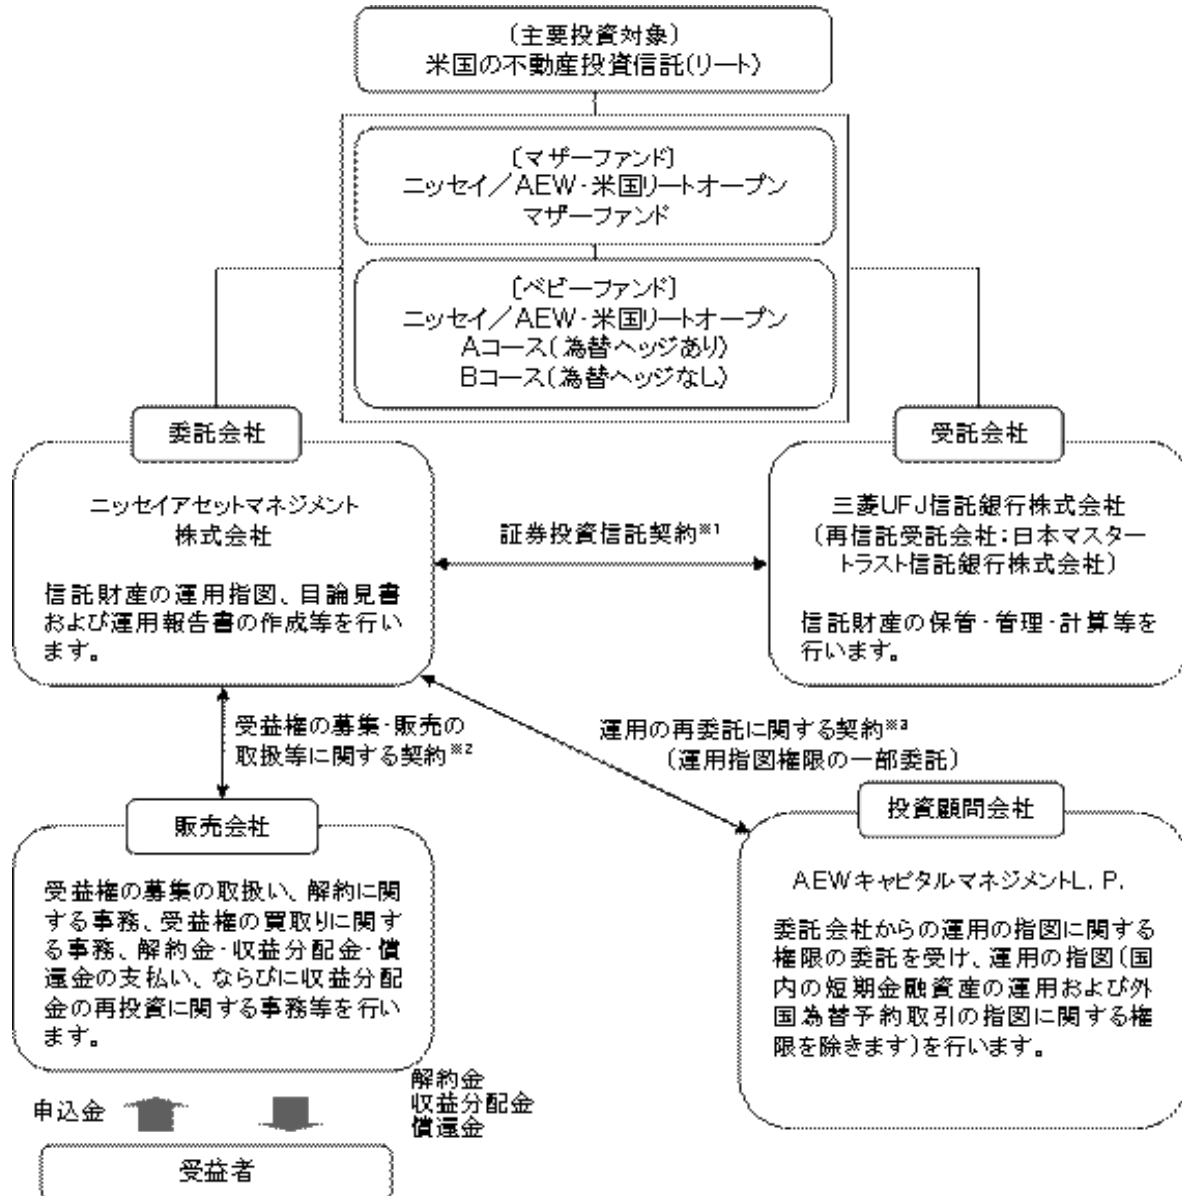 (主要投資対象)
米国の不動産投資信託(リート)
〔マザーファンド〕
ニッセイ/AEW・米国リートオープン
マザーファンド
〔ベビーファンド〕
ニッセイ/AEW・米国リートオープン
Aコース(為替ヘッジあり)
Bコース(為替ヘッジなし)
委託会社
ニッセイアセットマネジメント
株式会社
信託財産の運用指図、目論見書
および運用報告書の作成等を行い
ます。
証券投資信託契約※1
受託会社
三菱UFJ信託銀行株式会社
(再信託受託会社:日本マスター
トラスト信託銀行株式会社)
信託財産の保管・管理・計算等を
行います。
受益権の募集・販売の
取扱等に関する契約※2
運用の再委託に関する契約※3
(運用指図権限の一部委託)
販売会社
受益権の募集の取扱い、解約に関
する事務、受益権の買取りに関す
る事務、解約金・収益分配金・償
還金の支払い、ならびに収益分配
金の再投資に関する事務等を行い
ます。
投資顧問会社
AEWキャピタルマネジメントL.P.
委託会社からの運用の指図に関する
権限の委託を受け、運用の指図(国
内の短期金融資産の運用および外
国為替予約取引の指図に関する権
限を除きます)を行います。
申込金
解約金
収益分配金
償還金
受益者